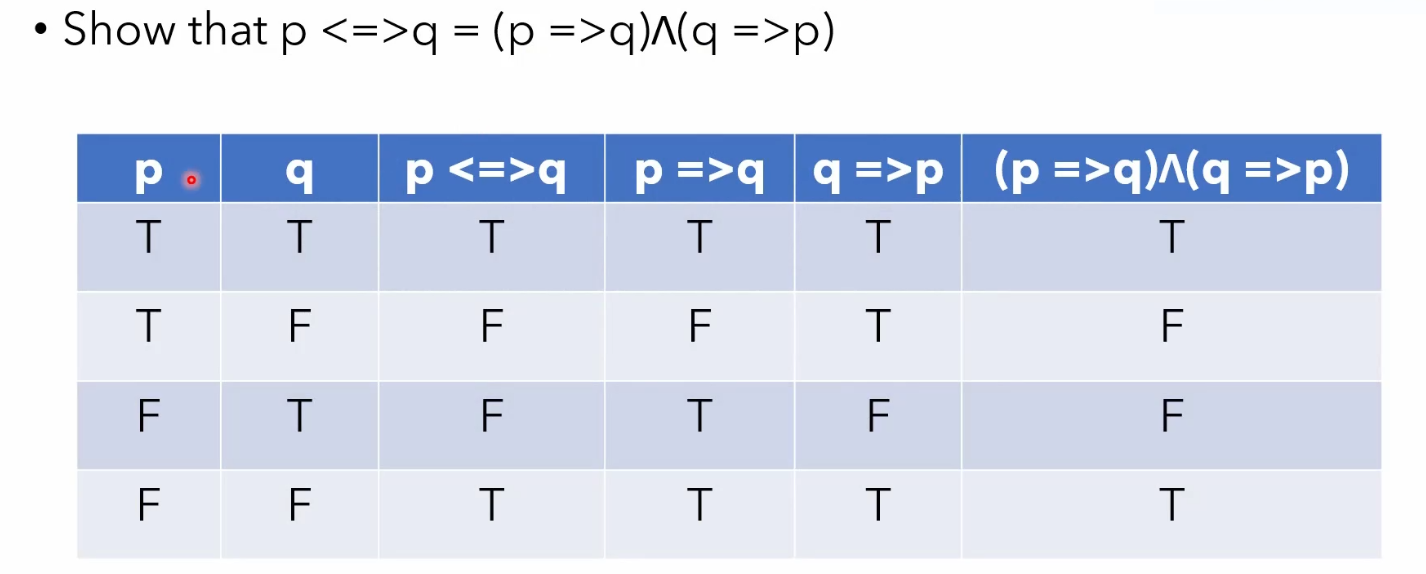 • Show that p <=>q = (p =>q)Λ(q =>p)
p q p <=>q p =>q q =>p (p =>q)Λ(q =>p)
T T T T T T
T F F F T F
F T F T F F
F F T T T T